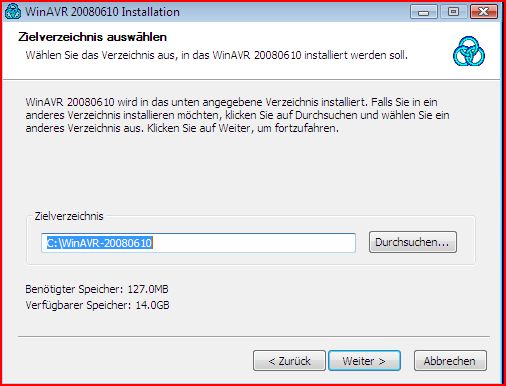 WinAVR 20080610 Installation
Zielverzeichnis auswählen
Wählen Sie das Verzeichnis aus, in das WinAVR 20080610 installiert werden soll.
WinAVR 20080610 wird in das unten angegebene Verzeichnis installiert. Falls Sie in ein
anderes Verzeichnis installieren möchten, klicken Sie auf Durchsuchen und wählen Sie ein
anderes Verzeichnis aus. Klicken Sie auf Weiter, um fortzufahren.
Zielverzeichnis
C:\WinAVR-20080610
Durchsuchen...
Benötigter Speicher: 127.0MB
Verfügbarer Speicher: 14.0GB
< Zurück
Weiter >
Abbrechen